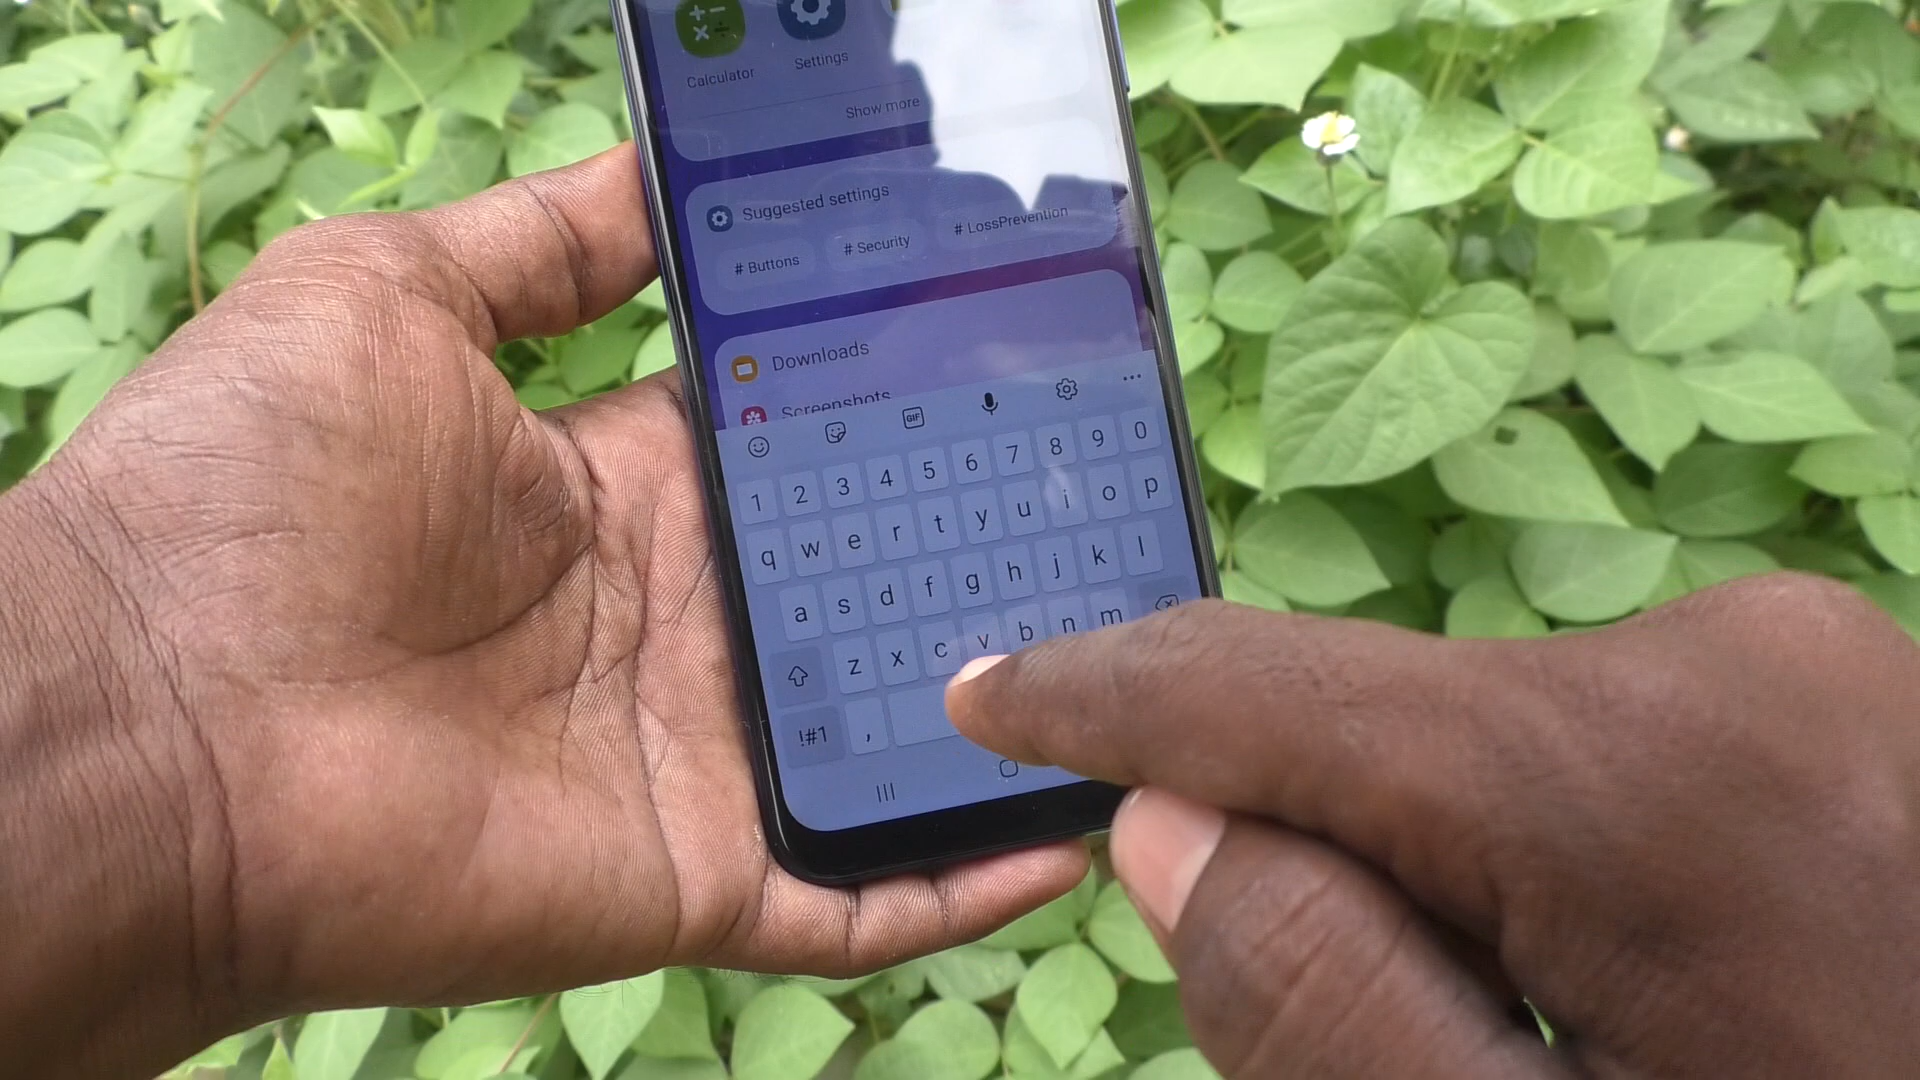 Calculator
Settings
Show more
Suggested settings
# Buttons
# Security
# LossPrevention
Downloads
Screenshots
GIF
1 2 3 4 5 6 7 8 9 0
q w e r t y u i o p
a s d f g h j k l
z x c v b n m
!#1 ,